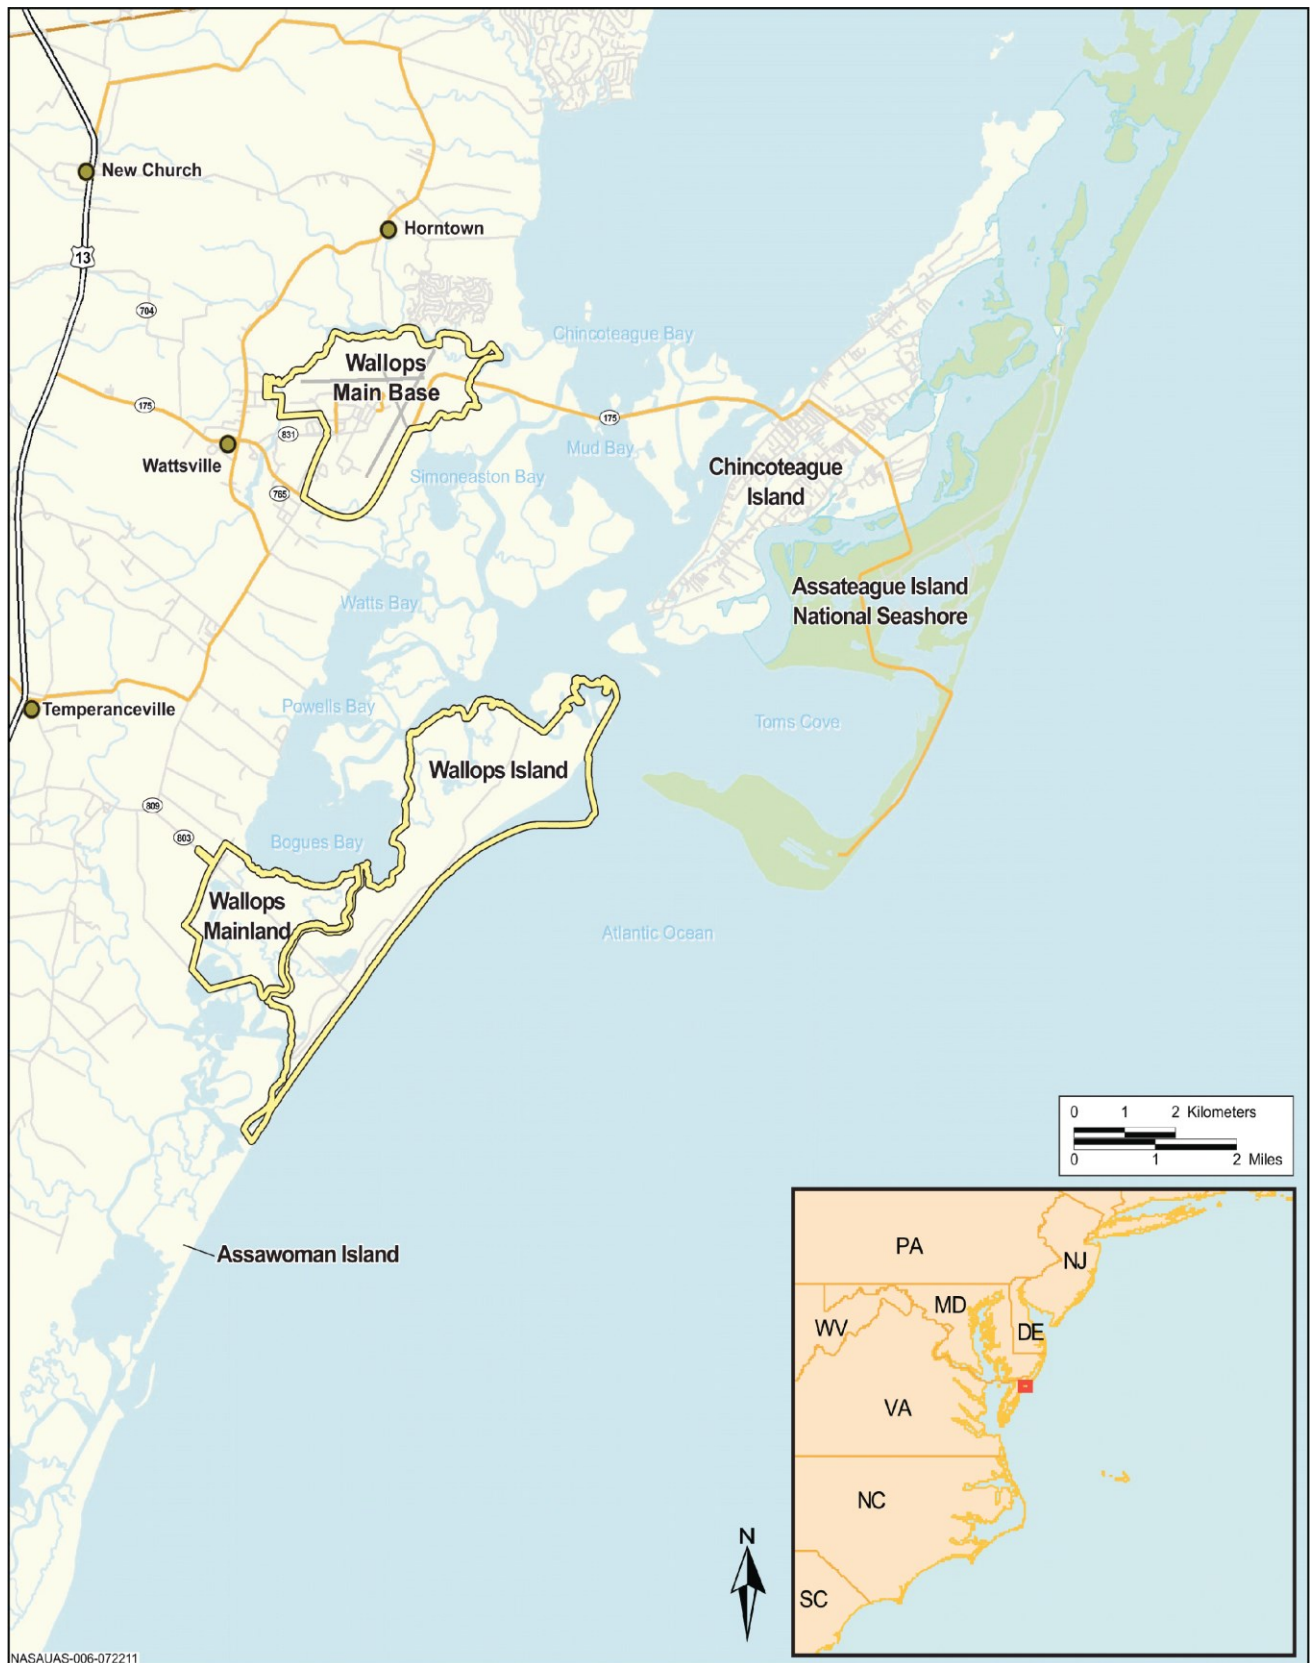 New Church
Horntown
13
704
Chincoteague Bay
Wallops
Main Base
175
175
831
Mud Bay
Wattsville
Chincoteague
Island
Simoneaston Bay
765
Assateague Island
National Seashore
Watts Bay
Powells Bay
Temperanceville
Toms Cove
Wallops Island
809
803
Bogues Bay
Wallops
Mainland
Atlantic Ocean
0 1 2 Kilometers
0 1 2 Miles
Assawoman Island
PA
NJ
MD
WV
DE
VA
NC
N
SC
NASAUAS-006-072211